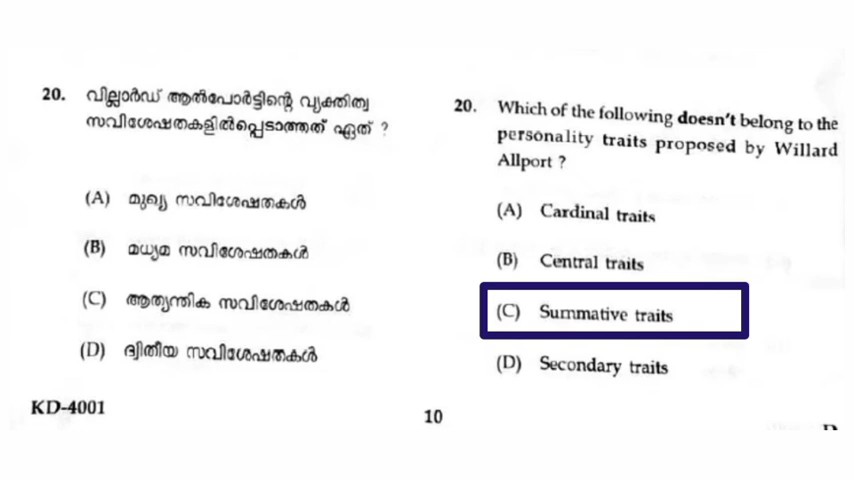 20. വില്ലാർഡ് ആൽപോർട്ടിന്റെ വ്യക്തിത്വ
സവിശേഷതകളിൽപ്പെടാത്തത് ഏത് ?
(A) മുഖ്യ സവിശേഷതകൾ
(B) മധ്യമ സവിശേഷതകൾ
(C) ആത്യന്തിക സവിശേഷതകൾ
(D) ദ്വിതീയ സവിശേഷതകൾ
20. Which of the following doesn't belong to the
personality traits proposed by Willard
Allport ?
(A) Cardinal traits
(B) Central traits
(C) Summative traits
(D) Secondary traits
KD-4001
10